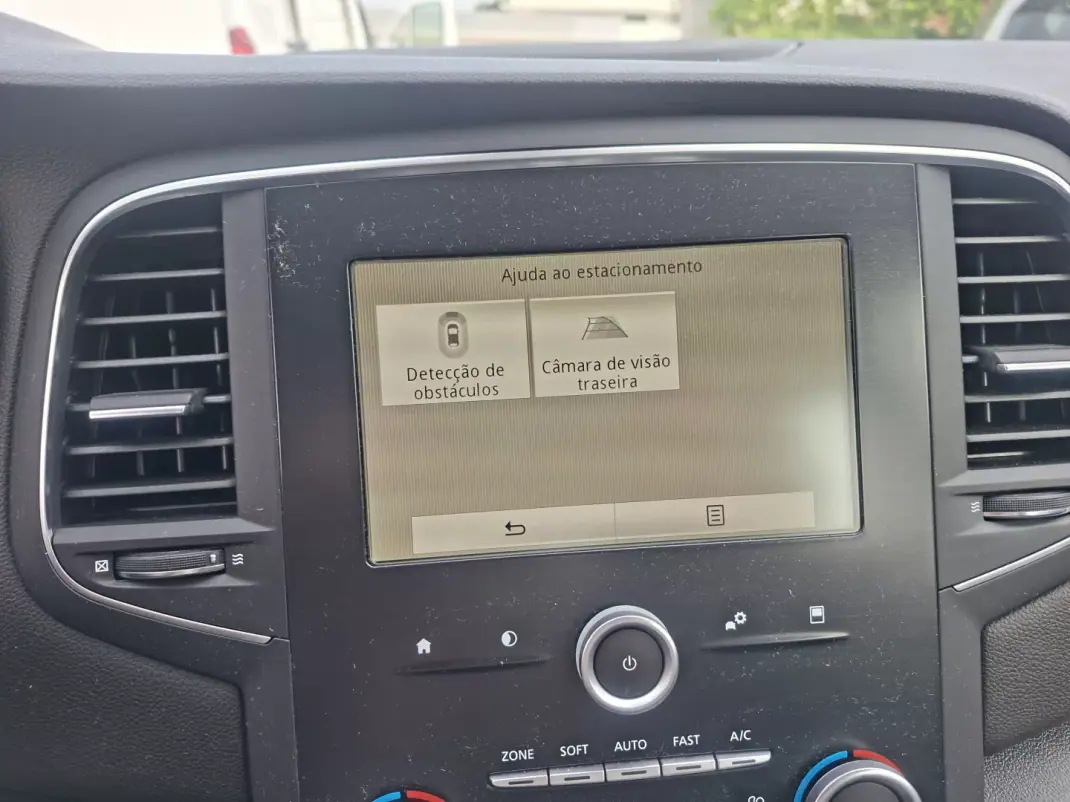 Ajuda ao estacionamento
Detecção de
obstáculos
Câmara de visão
traseira
ZONE SOFT AUTO FAST A/C